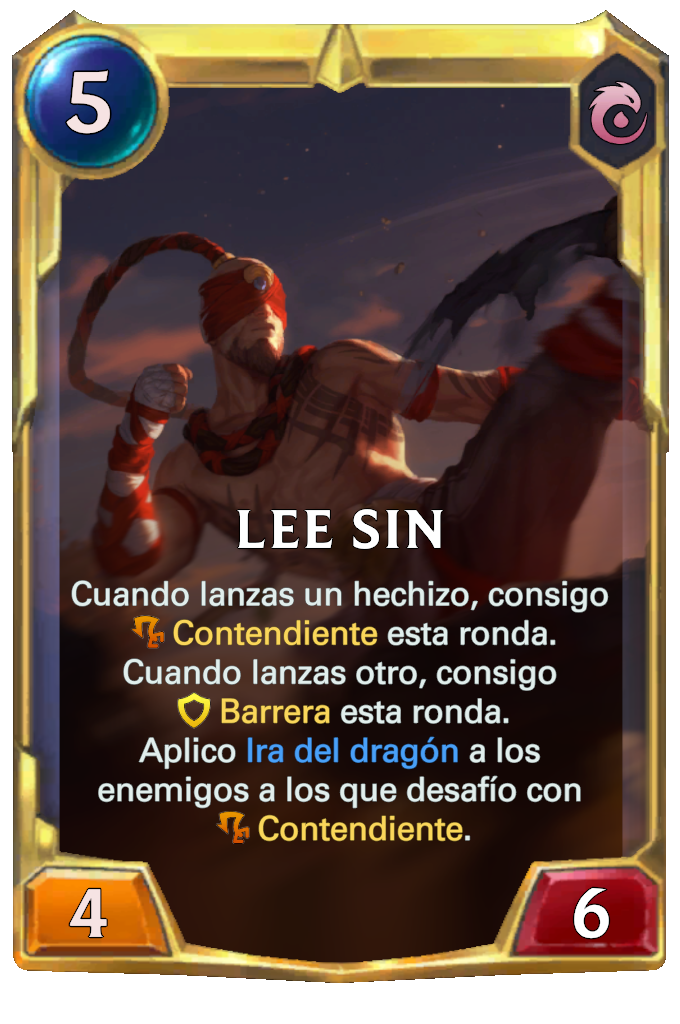 5
LEE SIN
Cuando lanzas un hechizo, consigo
Contendiente esta ronda.
Cuando lanzas otro, consigo
Barrera esta ronda.
Aplico Ira del dragón a los
enemigos a los que desafío con
Contendiente.
4
6